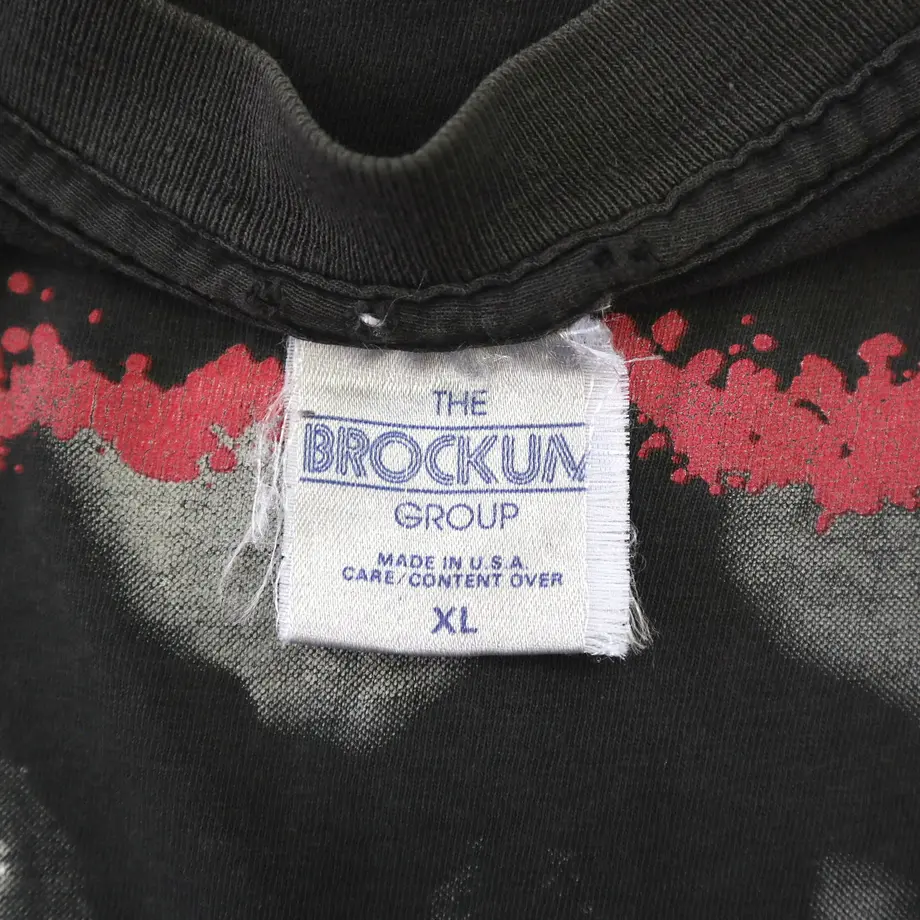 THE
BROCKUM
GROUP
MADE IN U.S.A.
CARE/CONTENT OVER
XL